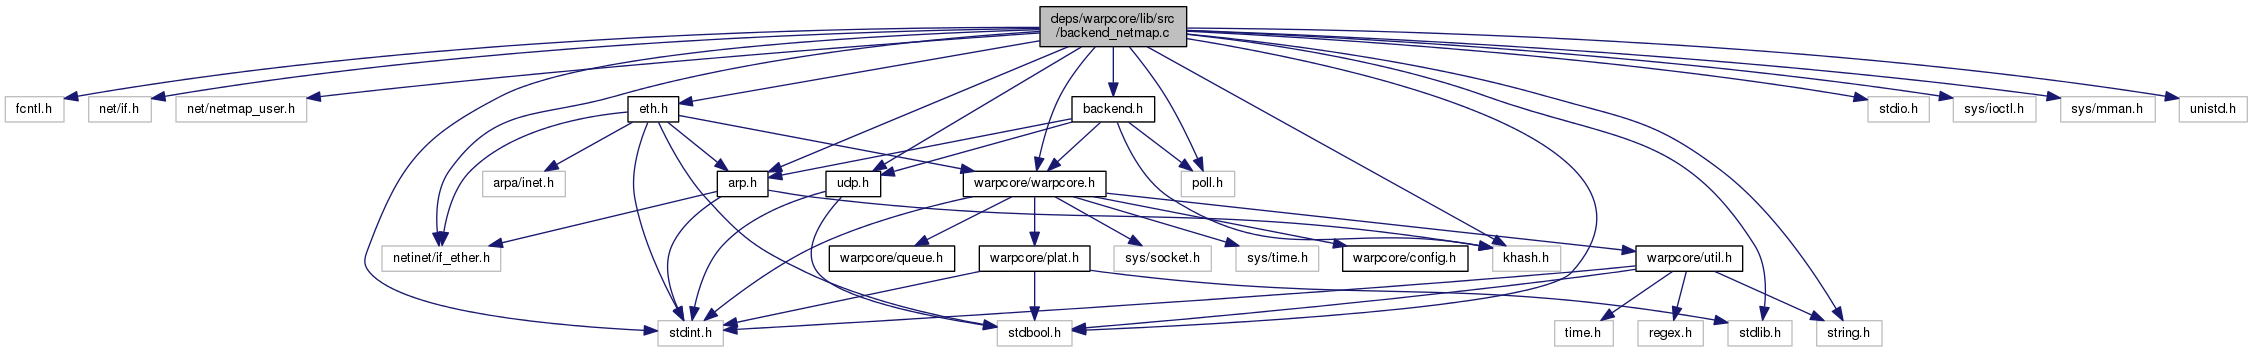 deps/warpcore/lib/src
/backend_netmap.c
fcntl.h
net/if.h
net/netmap_user.h
eth.h
backend.h
stdio.h
sys/ioctl.h
sys/mman.h
unistd.h
arpa/inet.h
arp.h
udp.h
warpcore/warpcore.h
poll.h
netinet/if_ether.h
warpcore/queue.h
warpcore/plat.h
sys/socket.h
sys/time.h
warpcore/config.h
khash.h
warpcore/util.h
stdint.h
stdbool.h
time.h
regex.h
stdlib.h
string.h